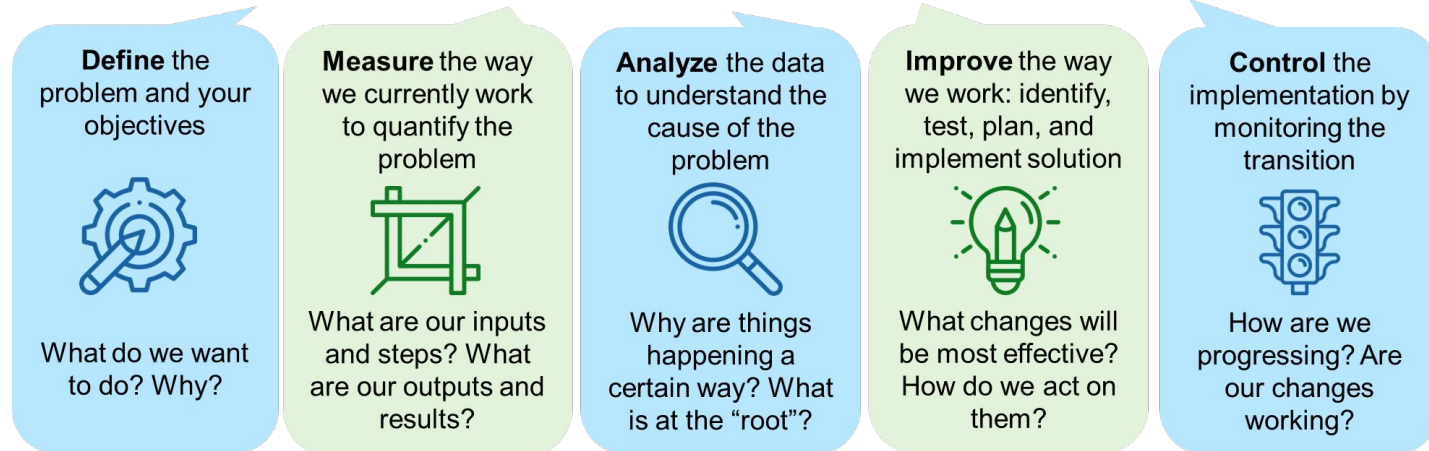 Define the
problem and your
objectives
What do we want
to do? Why?
Measure the way
we currently work
to quantify the
problem
What are our inputs
and steps? What
are our outputs and
results?
Analyze the data
to understand the
cause of the
problem
Why are things
happening a
certain way? What
is at the “root”?
Improve the way
we work: identify,
test, plan, and
implement solution
What changes will
be most effective?
How do we act on
them?
Control the
implementation by
monitoring the
transition
How are we
progressing? Are
our changes
working?